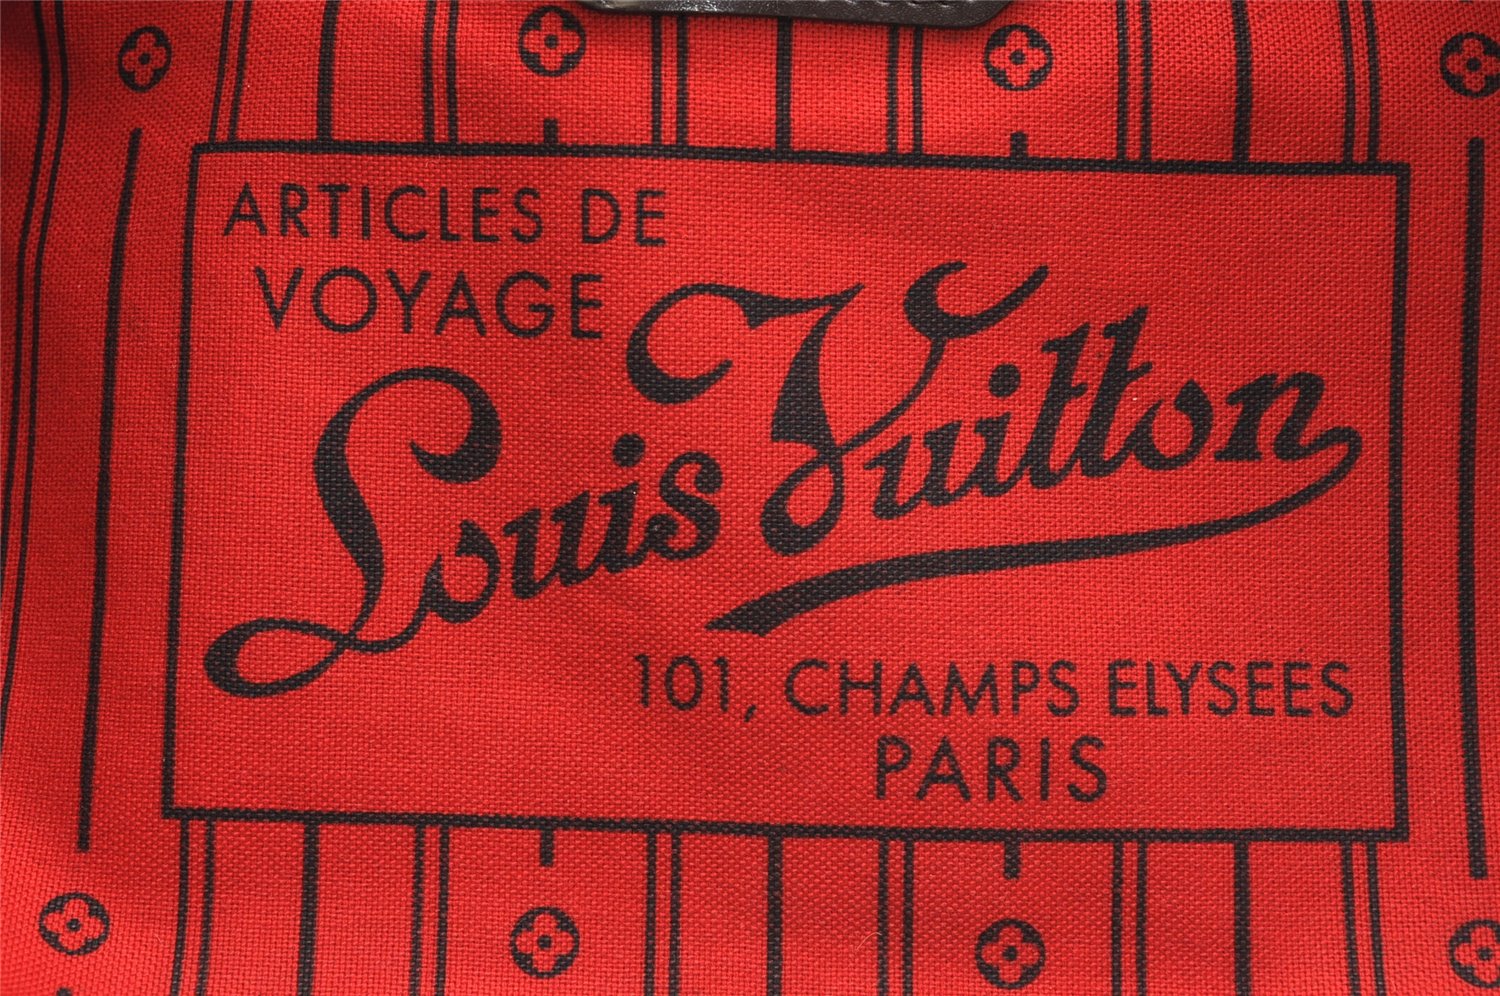 ARTICLES DE
VOYAGE
Louis Vuitton
101, CHAMPS ELYSEES
PARIS